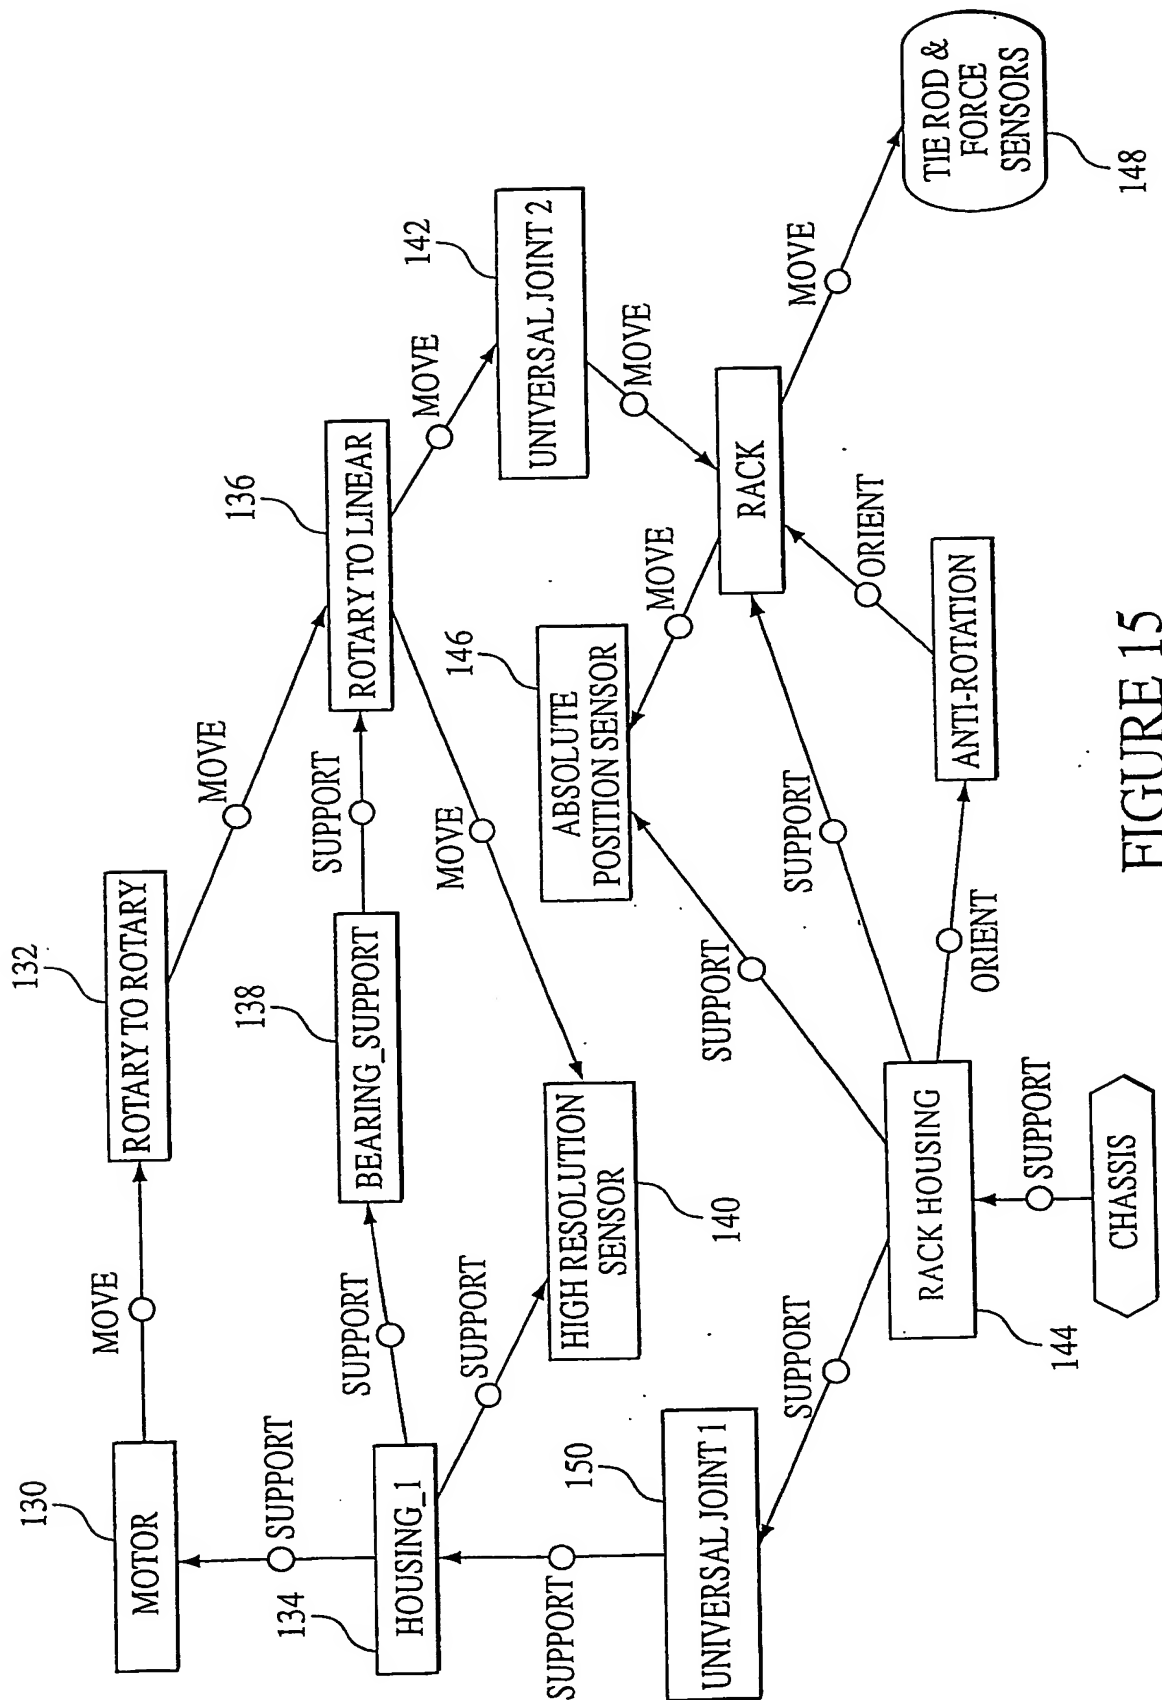 130
MOTOR
MOVE
132
ROTARY TO ROTARY
MOVE
SUPPORT
134
HOUSING_1
SUPPORT
138
BEARING_SUPPORT
SUPPORT
136
ROTARY TO LINEAR
MOVE
142
UNIVERSAL JOINT 2
SUPPORT
HIGH RESOLUTION
SENSOR
140
MOVE
MOVE
SUPPORT
150
UNIVERSAL JOINT 1
SUPPORT
146
ABSOLUTE
POSITION SENSOR
MOVE
RACK
MOVE
TIE ROD &
FORCE
SENSORS
148
SUPPORT
SUPPORT
ORIENT
144
RACK HOUSING
ORIENT
ANTI-ROTATION
SUPPORT
CHASSIS
FIGURE 15